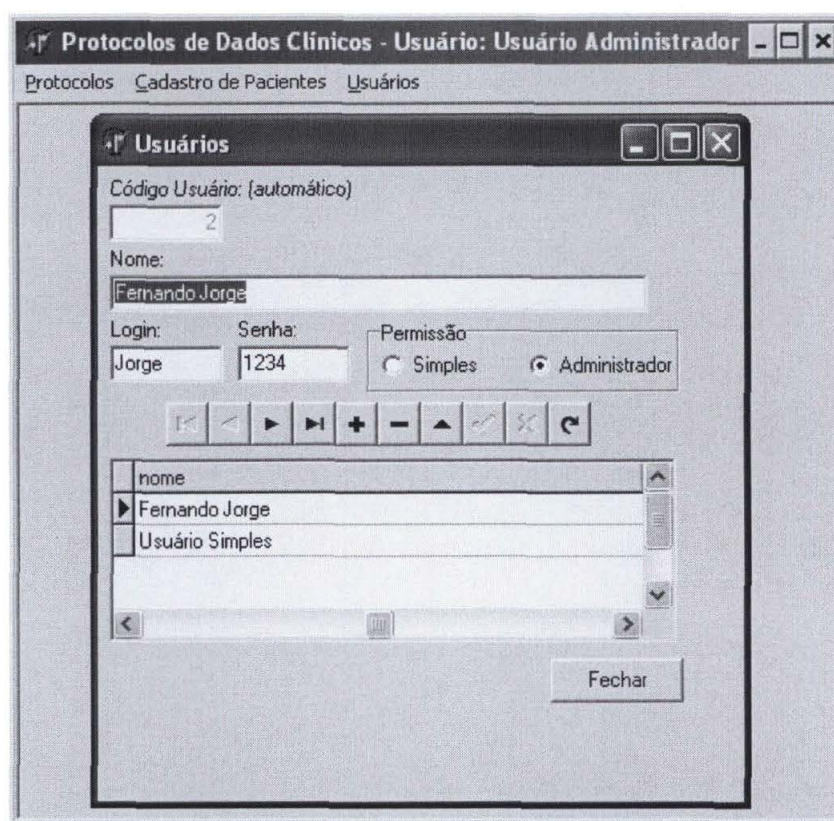 Protocolos de Dados Clínicos - Usuário: Usuário Administrador
Protocolos Cadastro de Pacientes Usuários
Usuários
Código Usuário: (automático)
2
Nome:
Fernando Jorge
Login: Senha: Permissão
Jorge 1234 Simples Administrador
nome
Fernando Jorge
Usuário Simples
Fechar